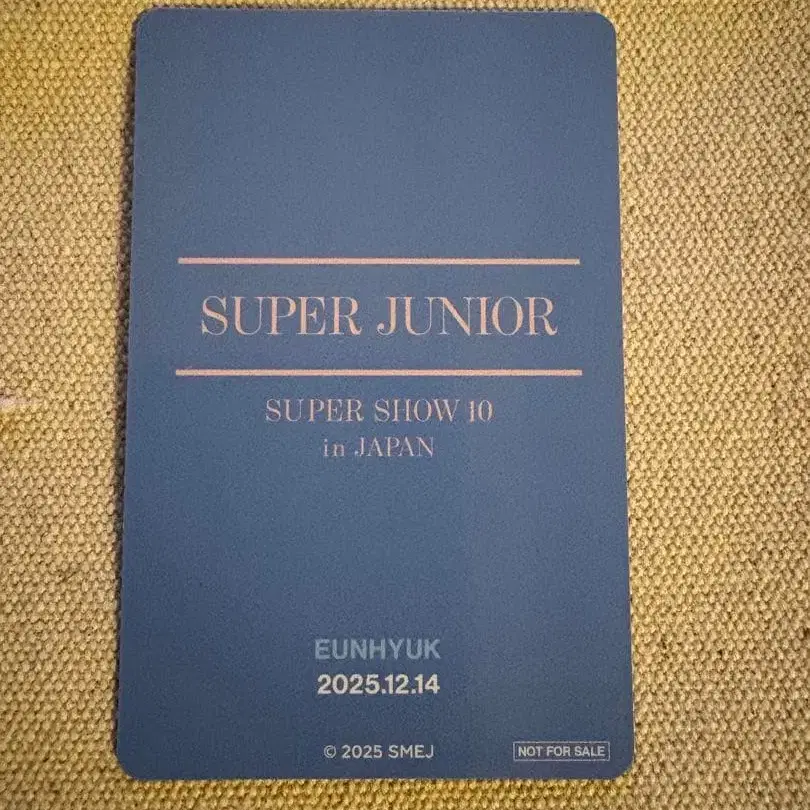 SUPER JUNIOR
SUPER SHOW 10
in JAPAN
EUNHYUK
2025.12.14
© 2025 SMEJ
NOT FOR SALE